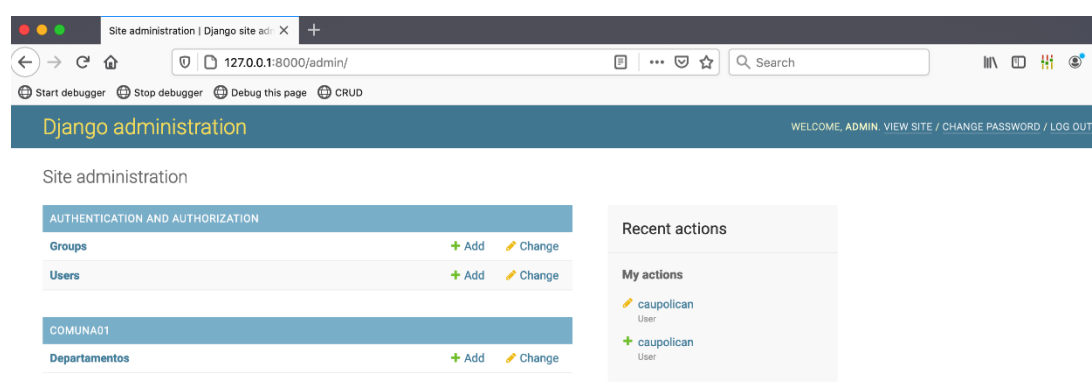 Site administration | Django site adn
127.0.0.1:8000/admin/
Search
Start debugger Stop debugger Debug this page CRUD
Django administration
WELCOME, ADMIN. VIEW SITE / CHANGE PASSWORD / LOG OUT
Site administration
AUTHENTICATION AND AUTHORIZATION
Groups + Add Change
Users + Add Change
COMUNA01
Departamentos + Add Change
Recent actions
My actions
caupolican
User
+ caupolican
User